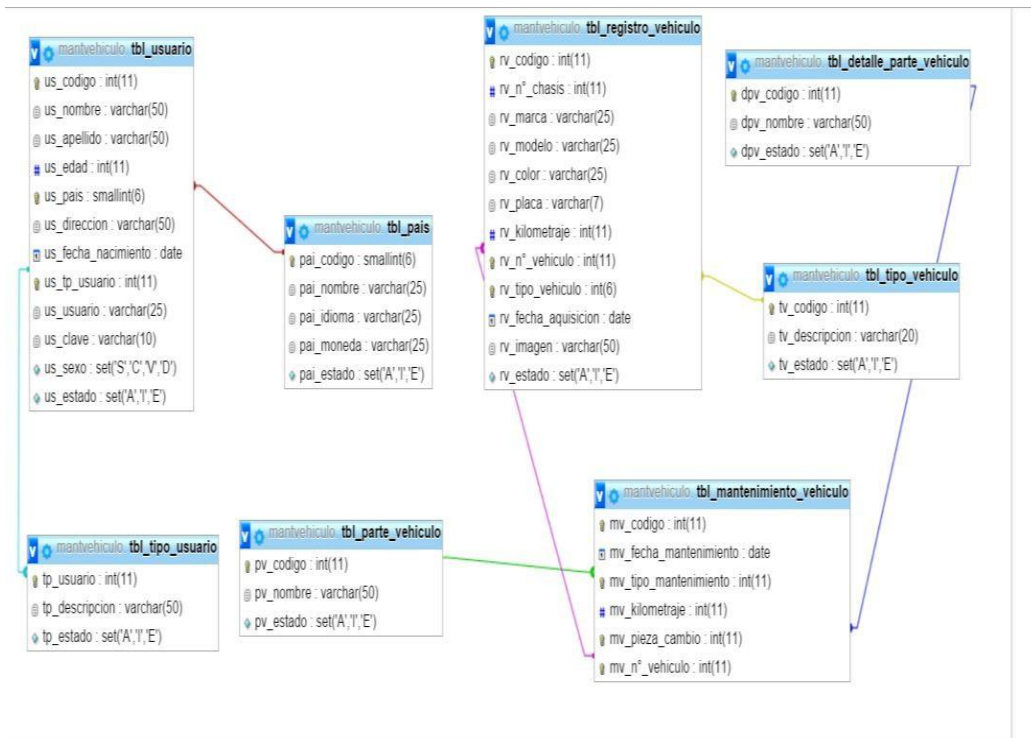 mantvehiculo tbl_usuario
us_codigo : int(11)
us_nombre : varchar(50)
us_apellido : varchar(50)
us_edad : int(11)
us_pais : smallint(6)
us_direccion : varchar(50)
us_fecha_nacimiento : date
us_tp_usuario : int(11)
us_usuario : varchar(25)
us_clave : varchar(10)
us_sexo : set('S','C','V','D')
us_estado : set('A','I','E')
mantvehiculo tbl_pais
pai_codigo : smallint(6)
pai_nombre : varchar(25)
pai_idioma : varchar(25)
pai_moneda : varchar(25)
pai_estado : set('A','I','E')
mantvehiculo tbl_registro_vehiculo
rv_codigo : int(11)
rv_n°_chasis : int(11)
rv_marca : varchar(25)
rv_modelo : varchar(25)
rv_color : varchar(25)
rv_placa : varchar(7)
rv_kilometraje : int(11)
rv_n°_vehiculo : int(11)
rv_tipo_vehiculo : int(6)
rv_fecha_aquisicion : date
rv_imagen : varchar(50)
rv_estado : set('A','I','E')
mantvehiculo tbl_detalle_parte_vehiculo
dpv_codigo : int(11)
dpv_nombre : varchar(50)
dpv_estado : set('A','I','E')
mantvehiculo tbl_tipo_vehiculo
tv_codigo : int(11)
tv_descripcion : varchar(20)
tv_estado : set('A','I','E')
mantvehiculo tbl_tipo_usuario
tp_usuario : int(11)
tp_descripcion : varchar(50)
tp_estado : set('A','I','E')
mantvehiculo tbl_parte_vehiculo
pv_codigo : int(11)
pv_nombre : varchar(50)
pv_estado : set('A','I','E')
mantvehiculo tbl_mantenimiento_vehiculo
mv_codigo : int(11)
mv_fecha_mantenimiento : date
mv_tipo_mantenimiento : int(11)
mv_kilometraje : int(11)
mv_pieza_cambio : int(11)
mv_n°_vehiculo : int(11)